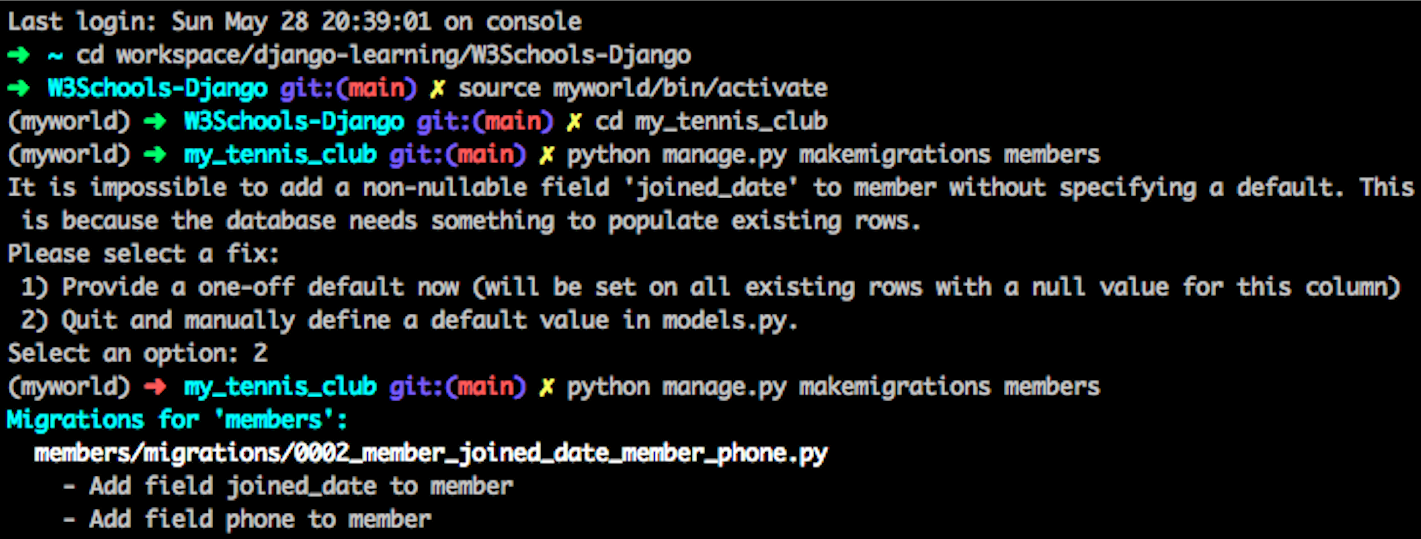 Last login: Sun May 28 20:39:01 on console
➜ ~ cd workspace/django-learning/W3Schools-Django
➜ W3Schools-Django git:(main) ✗ source myworld/bin/activate
(myworld) ➜ W3Schools-Django git:(main) ✗ cd my_tennis_club
(myworld) ➜ my_tennis_club git:(main) ✗ python manage.py makemigrations members
It is impossible to add a non-nullable field 'joined_date' to member without specifying a default. This
 is because the database needs something to populate existing rows.
Please select a fix:
 1) Provide a one-off default now (will be set on all existing rows with a null value for this column)
 2) Quit and manually define a default value in models.py.
Select an option: 2
(myworld) ➜ my_tennis_club git:(main) ✗ python manage.py makemigrations members
Migrations for 'members':
  members/migrations/0002_member_joined_date_member_phone.py
    - Add field joined_date to member
    - Add field phone to member